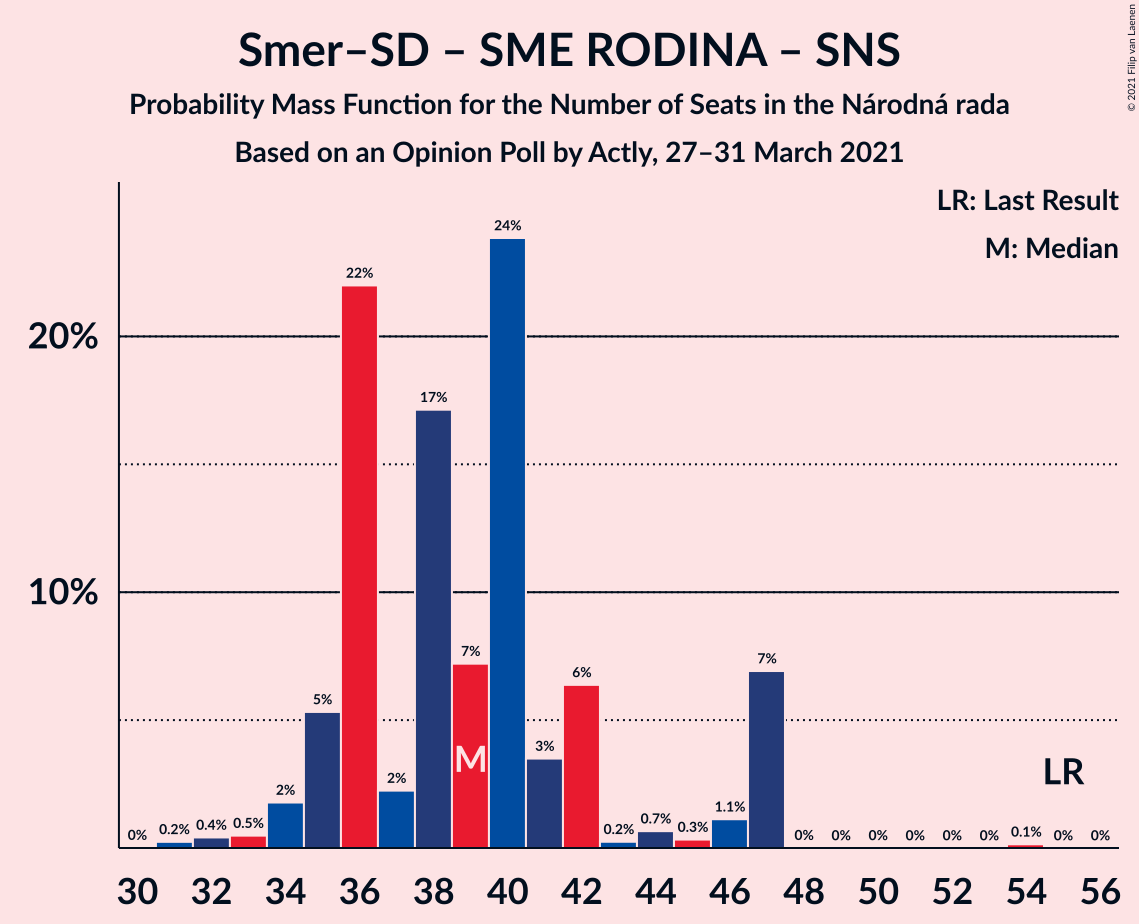 © 2021 Filip van Laenen
Smer–SD – SME RODINA – SNS
Probability Mass Function for the Number of Seats in the Národná rada
Based on an Opinion Poll by Actly, 27–31 March 2021
LR: Last Result
M: Median
20%
10%
0% 0.2% 0.4% 0.5% 2% 5% 22% 2% 17% 7% 24% 3% 6% 0.2% 0.7% 0.3% 1.1% 7% 0% 0% 0% 0% 0% 0% 0.1% 0% 0%
M
LR
30 32 34 36 38 40 42 44 46 48 50 52 54 56